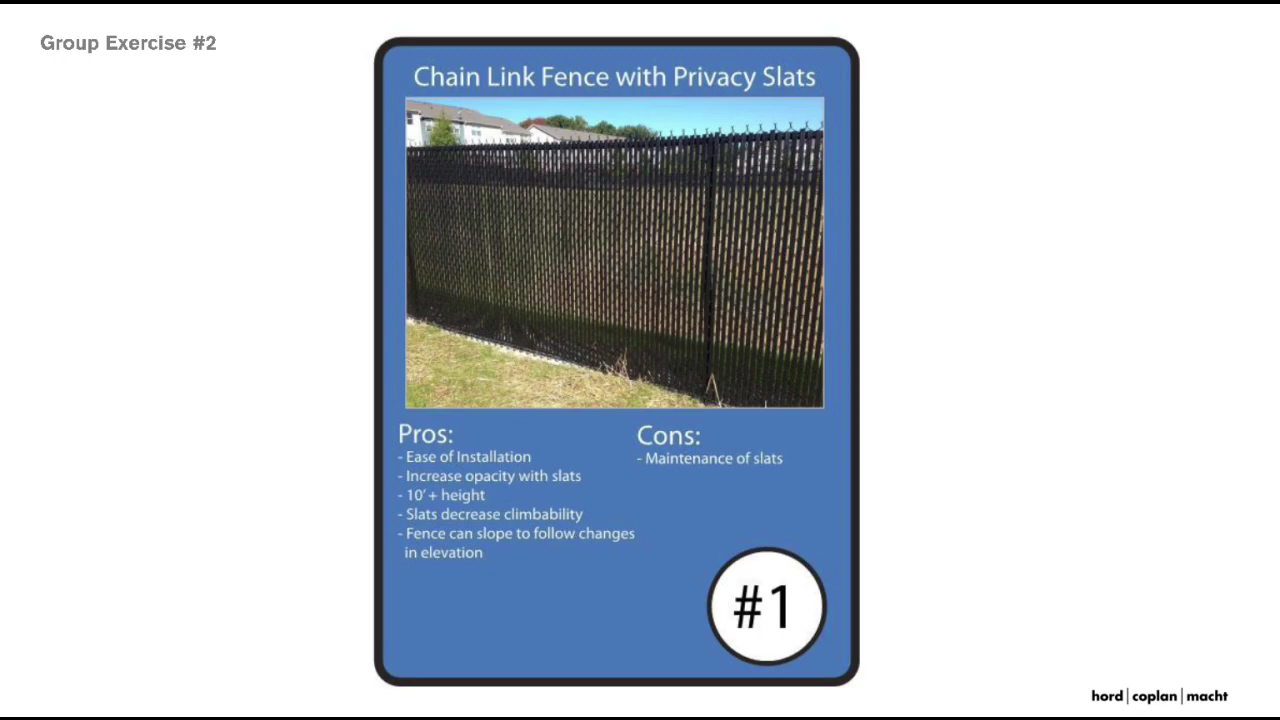 Group Exercise #2
Chain Link Fence with Privacy Slats
Pros:
- Ease of Installation
- Increase opacity with slats
- 10'+ height
- Slats decrease climbability
- Fence can slope to follow changes
in elevation
Cons:
- Maintenance of slats
#1
hord | coplan | macht